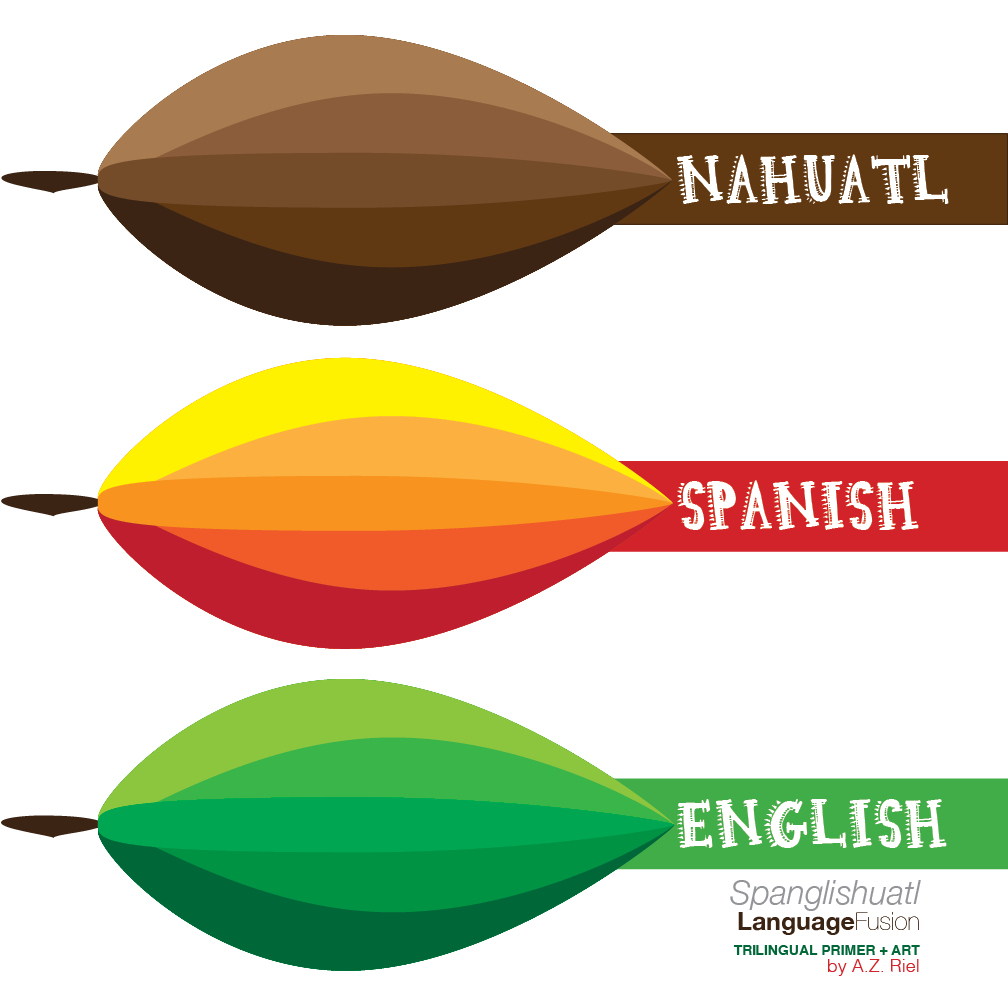 NAHUATL
SPANISH
ENGLISH
Spanglishuatl
LanguageFusion
TRILINGUAL PRIMER + ART
by A.Z. Riel